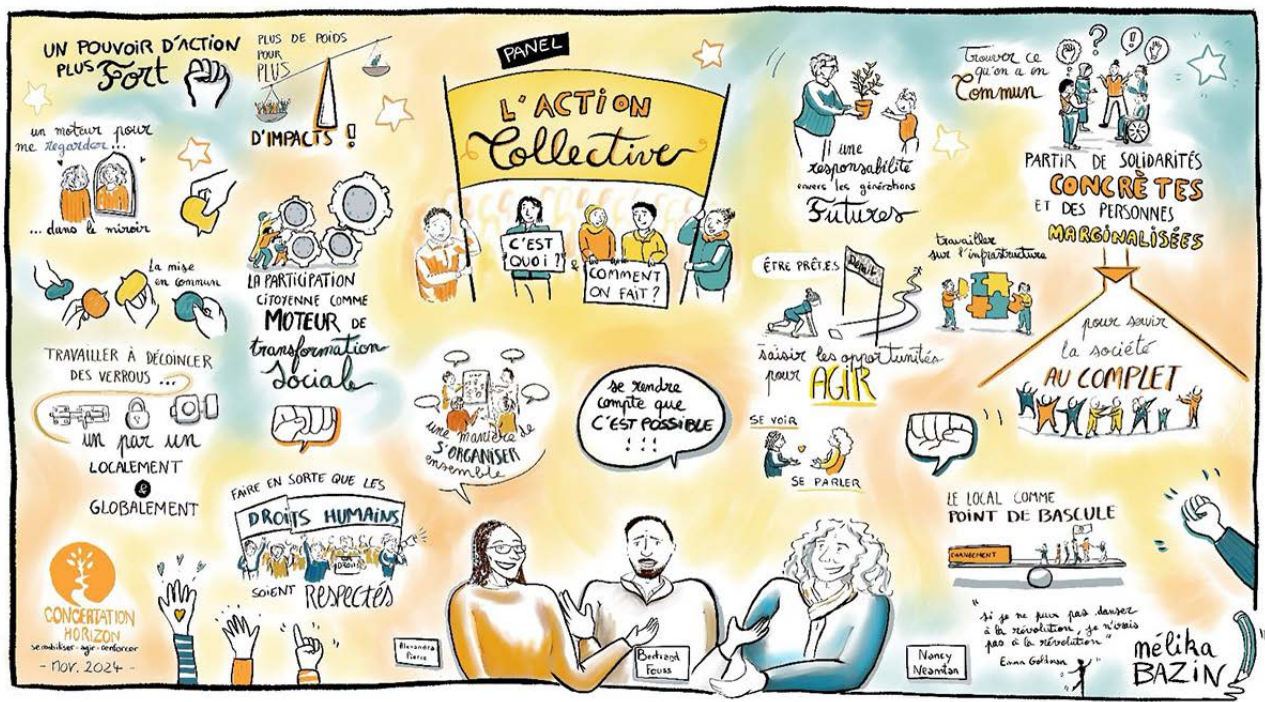 UN POUVOIR D'ACTION
PLUS Fort
PLUS DE POIDS
POUR
PLUS
D'IMPACTS !
un moteur pour
me regarder...
... dans le miroir
La mise
en commun
LA PARTICIPATION
CITOYENNE COMME
MOTEUR DE
transformation
Sociale
TRAVAILLER À DÉCOINCER
DES VERROUS ...
un par un
LOCALEMENT
&
GLOBALEMENT
FAIRE EN SORTE QUE LES
DROITS HUMAINS
SOIENT RESPECTÉS
CONCERTATION
HORIZON
se mobiliser - agir - renforcer
- NOV. 2024 -
PANEL
L'ACTION
Collective
C'EST
QUOI ?
&
COMMENT
ON FAIT ?
une manière de
S'ORGANISER
ensemble
se rendre
compte que
C'EST POSSIBLE
!!!
Alexandra
Pierre
Bertrand
Fouss
Nancy
Neamtan
une
responsabilité
envers les générations
Futures
Trouver ce
qu'on a en
Commun
?
!
PARTIR DE SOLIDARITÉS
CONCRÈTES
ET DES PERSONNES
MARGINALISÉES
pour servir
la société
AU COMPLET
ÊTRE PRÊT.E.S
Départ
travailler
sur l'infrastructure
saisir les opportunités
pour AGIR
SE VOIR
SE PARLER
LE LOCAL COMME
POINT DE BASCULE
CHANGEMENT
"si je ne peux pas danser
à la révolution, je n'irais
pas à la révolution"
Emma Goldman
mélika
BAZIN